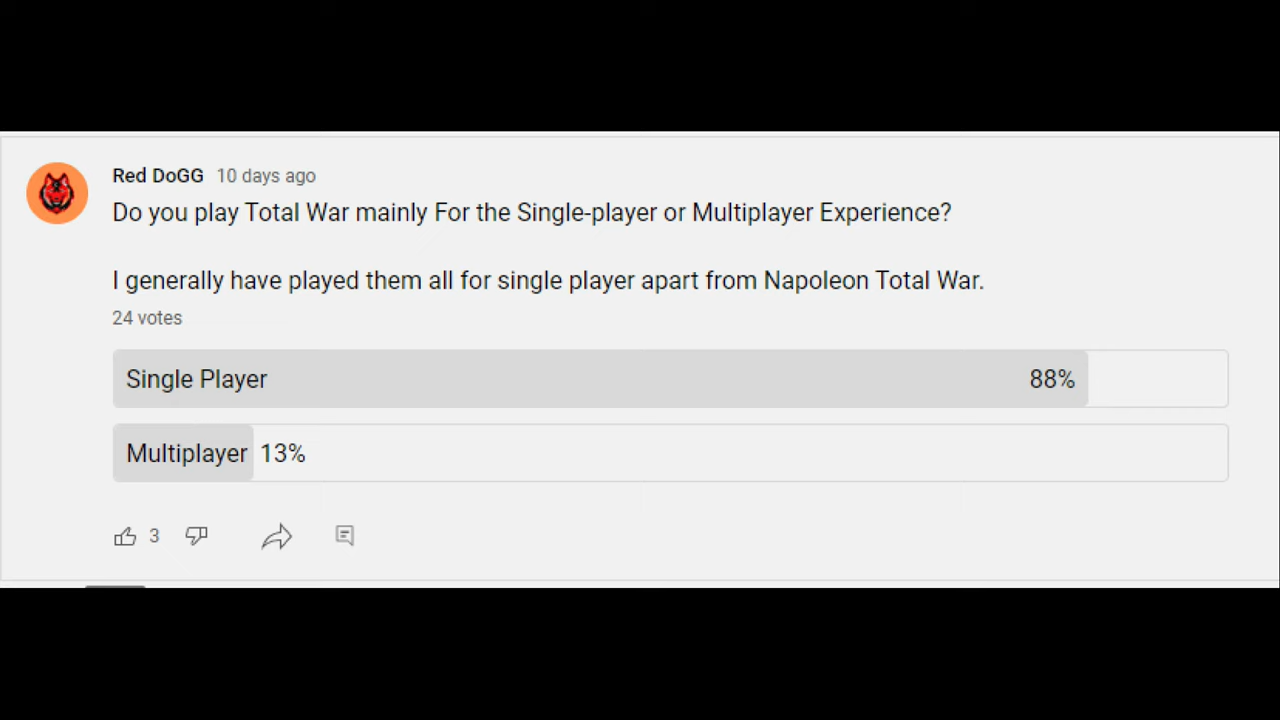 Red DoGG 10 days ago
Do you play Total War mainly For the Single-player or Multiplayer Experience?
I generally have played them all for single player apart from Napoleon Total War.
24 votes
Single Player 88%
Multiplayer 13%
3